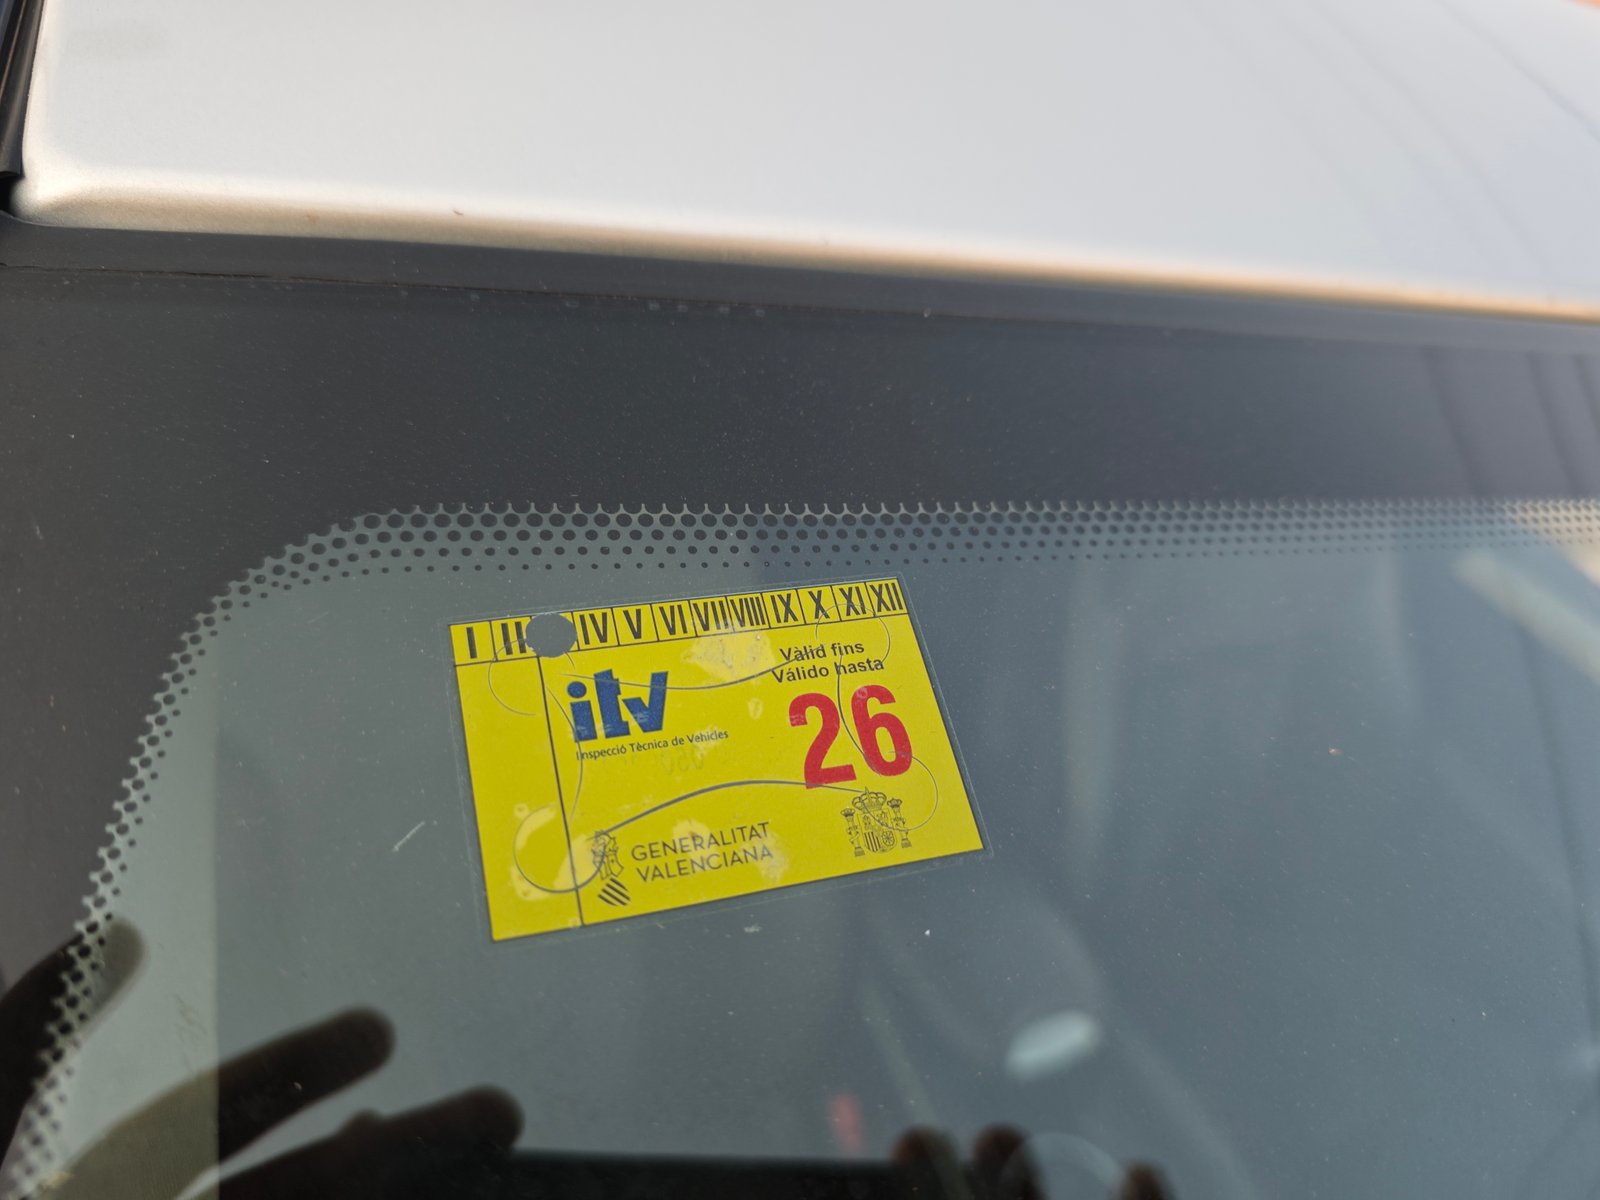 I II IV V VI VII VIII IX X XI XII
Vàlid fins
Válido hasta
26
itv
Inspecció Tècnica de Vehicles
GENERALITAT
VALENCIANA